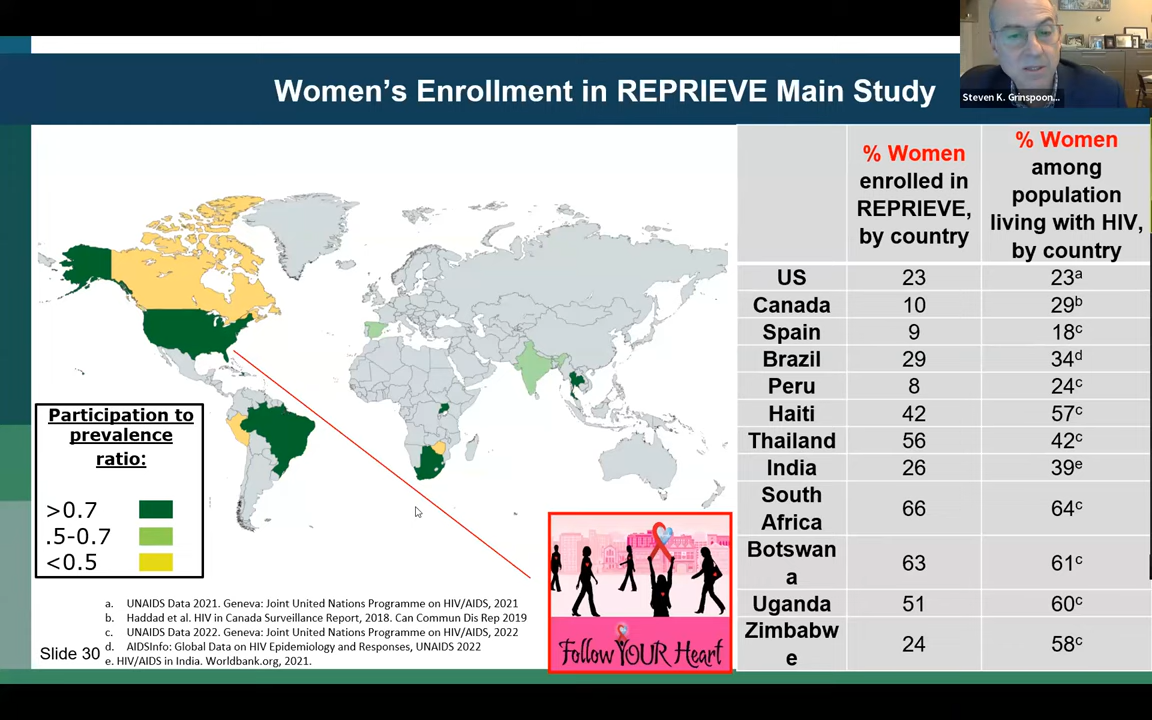 Steven K. Grinspoon...
Women's Enrollment in REPRIEVE Main Study
% Women
enrolled in
REPRIEVE,
by country
% Women
among
population
living with HIV,
by country
US 23 23ᵃ
Canada 10 29ᵇ
Spain 9 18ᶜ
Brazil 29 34ᵈ
Peru 8 24ᶜ
Haiti 42 57ᶜ
Thailand 56 42ᶜ
India 26 39ᵉ
South
Africa 66 64ᶜ
Botswan
a 63 61ᶜ
Uganda 51 60ᶜ
Zimbabw
e 24 58ᶜ
Participation to
prevalence
ratio:
>0.7
.5-0.7
<0.5
Follow YOUR Heart
a. UNAIDS Data 2021. Geneva: Joint United Nations Programme on HIV/AIDS, 2021
b. Haddad et al. HIV in Canada Surveillance Report, 2018. Can Commun Dis Rep 2019
c. UNAIDS Data 2022. Geneva: Joint United Nations Programme on HIV/AIDS, 2022
d. AIDSInfo: Global Data on HIV Epidemiology and Responses, UNAIDS 2022
e. HIV/AIDS in India. Worldbank.org, 2021.
Slide 30